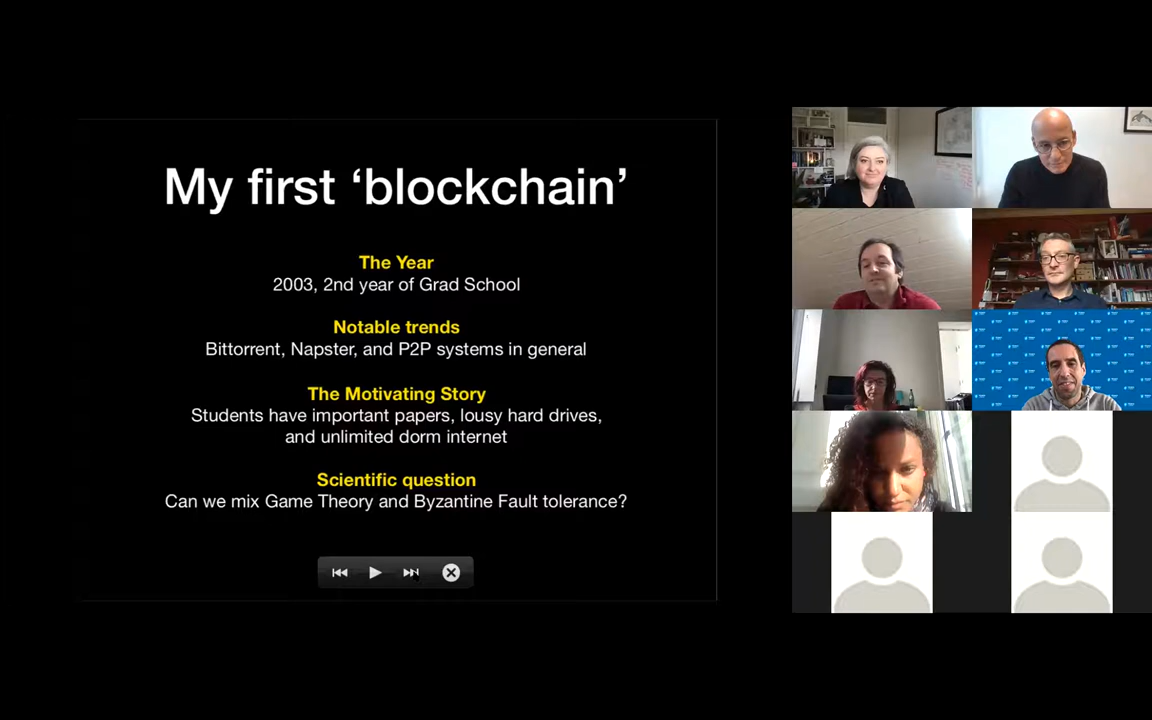 My first ‘blockchain’
The Year
2003, 2nd year of Grad School
Notable trends
Bittorrent, Napster, and P2P systems in general
The Motivating Story
Students have important papers, lousy hard drives,
and unlimited dorm internet
Scientific question
Can we mix Game Theory and Byzantine Fault tolerance?